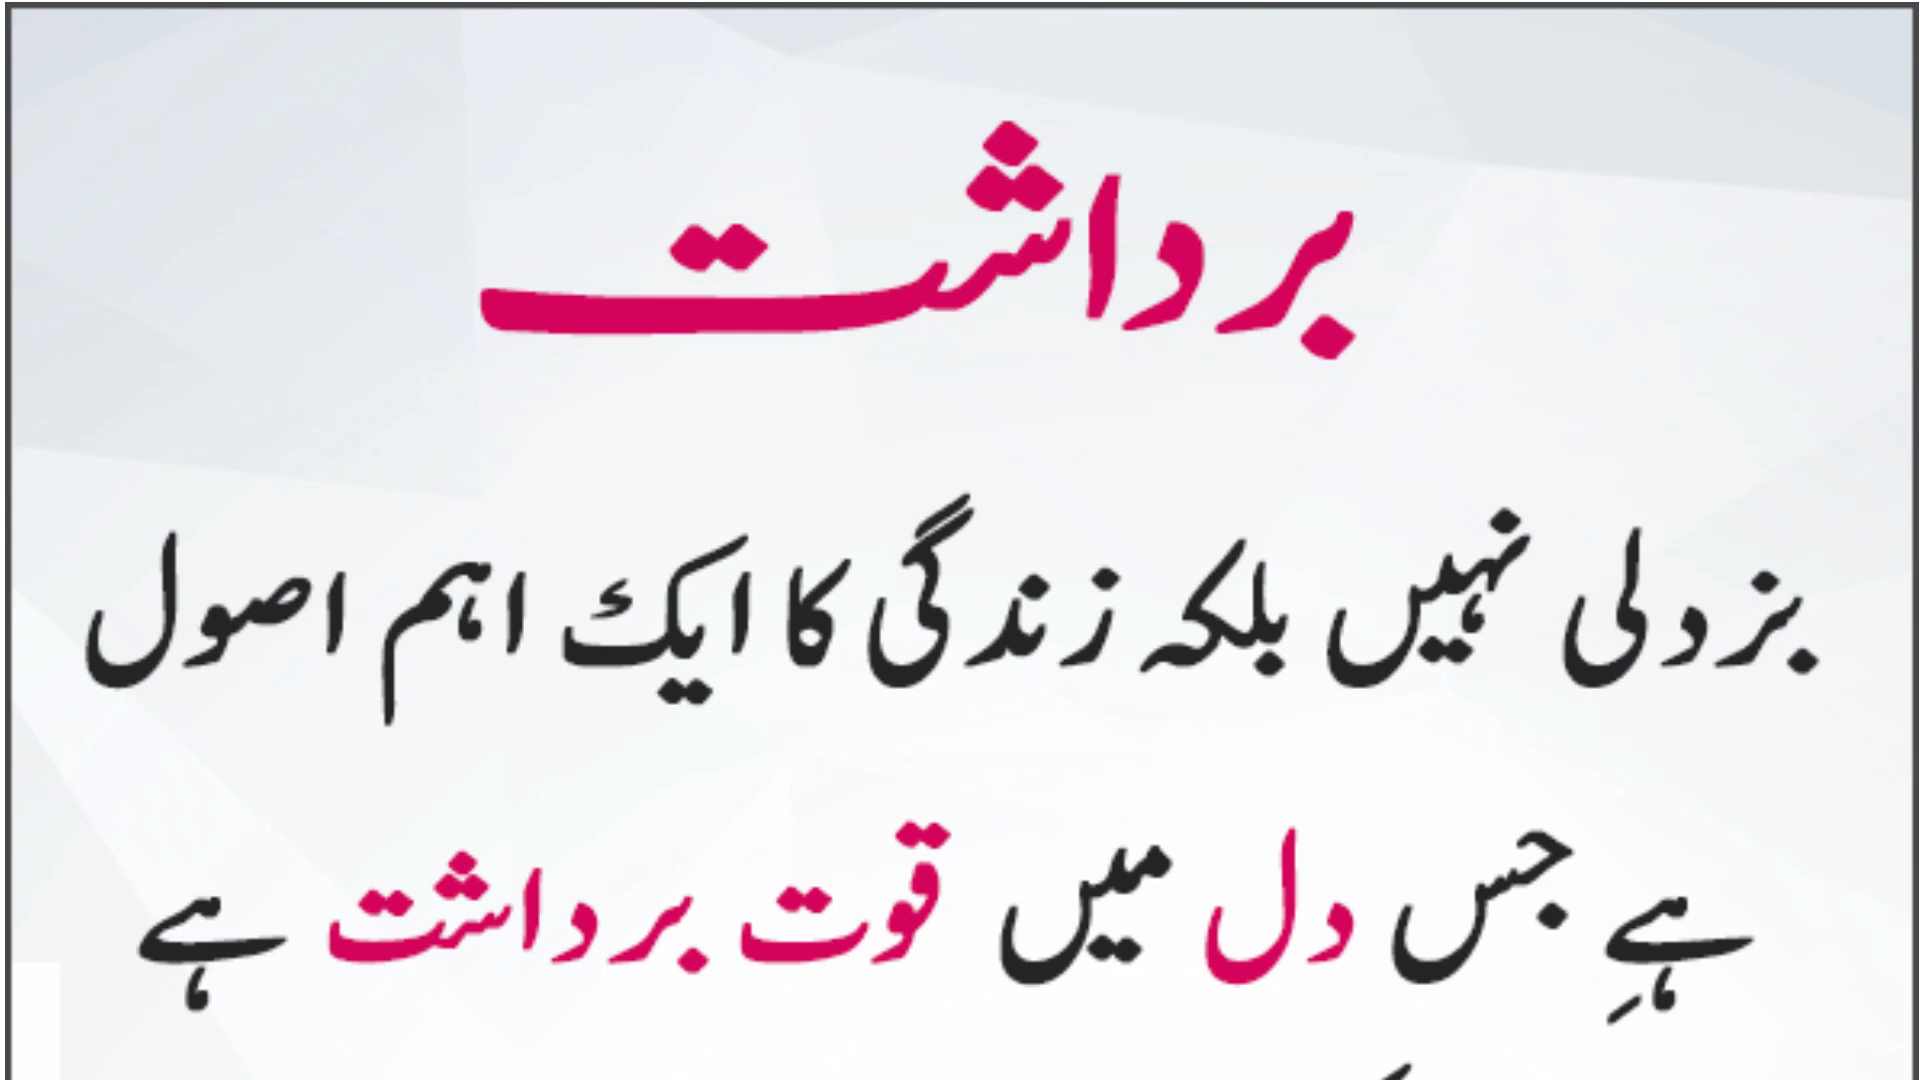 برداشت
بزدلی نہیں بلکہ زندگی کا ایک اہم اصول
ہےِ جس دل میں قوت برداشت ہے